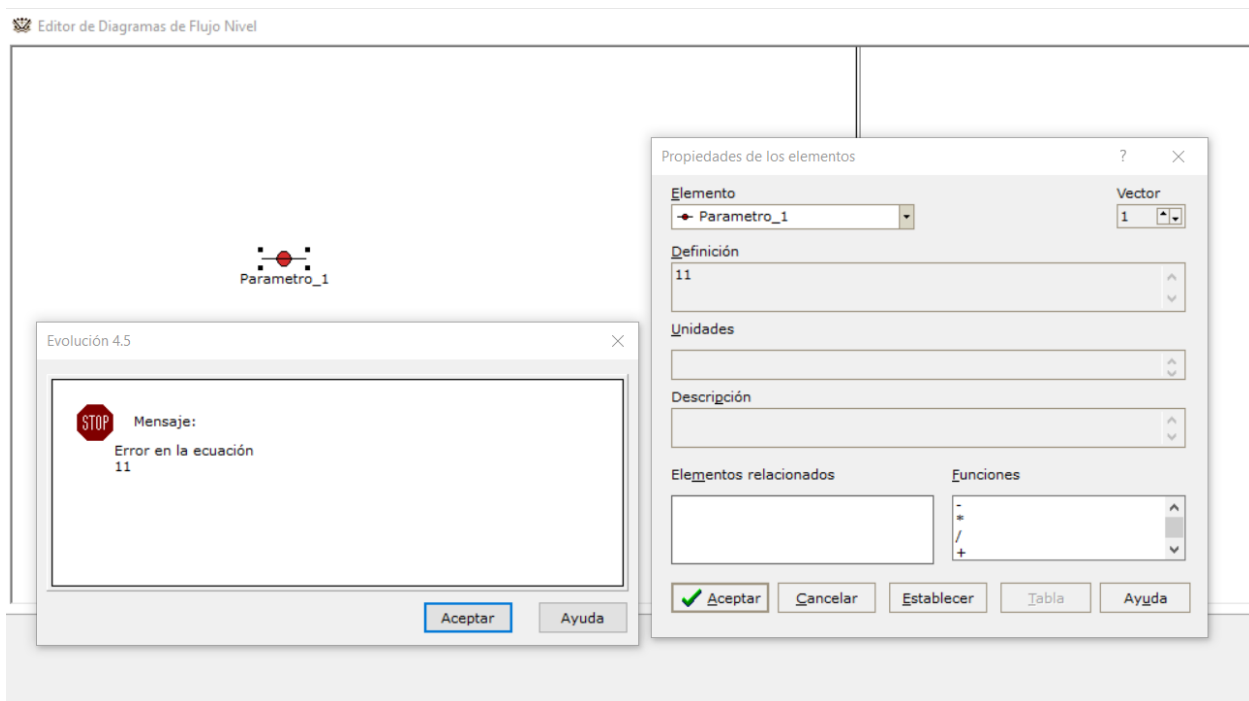 Editor de Diagramas de Flujo Nivel
Parametro_1
Evolución 4.5
STOP
Mensaje:
Error en la ecuación
11
Aceptar
Ayuda
Propiedades de los elementos
?
Elemento
Vector
Parametro_1
1
Definición
11
Unidades
Descripción
Elementos relacionados
Funciones
-
*
/
+
Aceptar
Cancelar
Establecer
Tabla
Ayuda